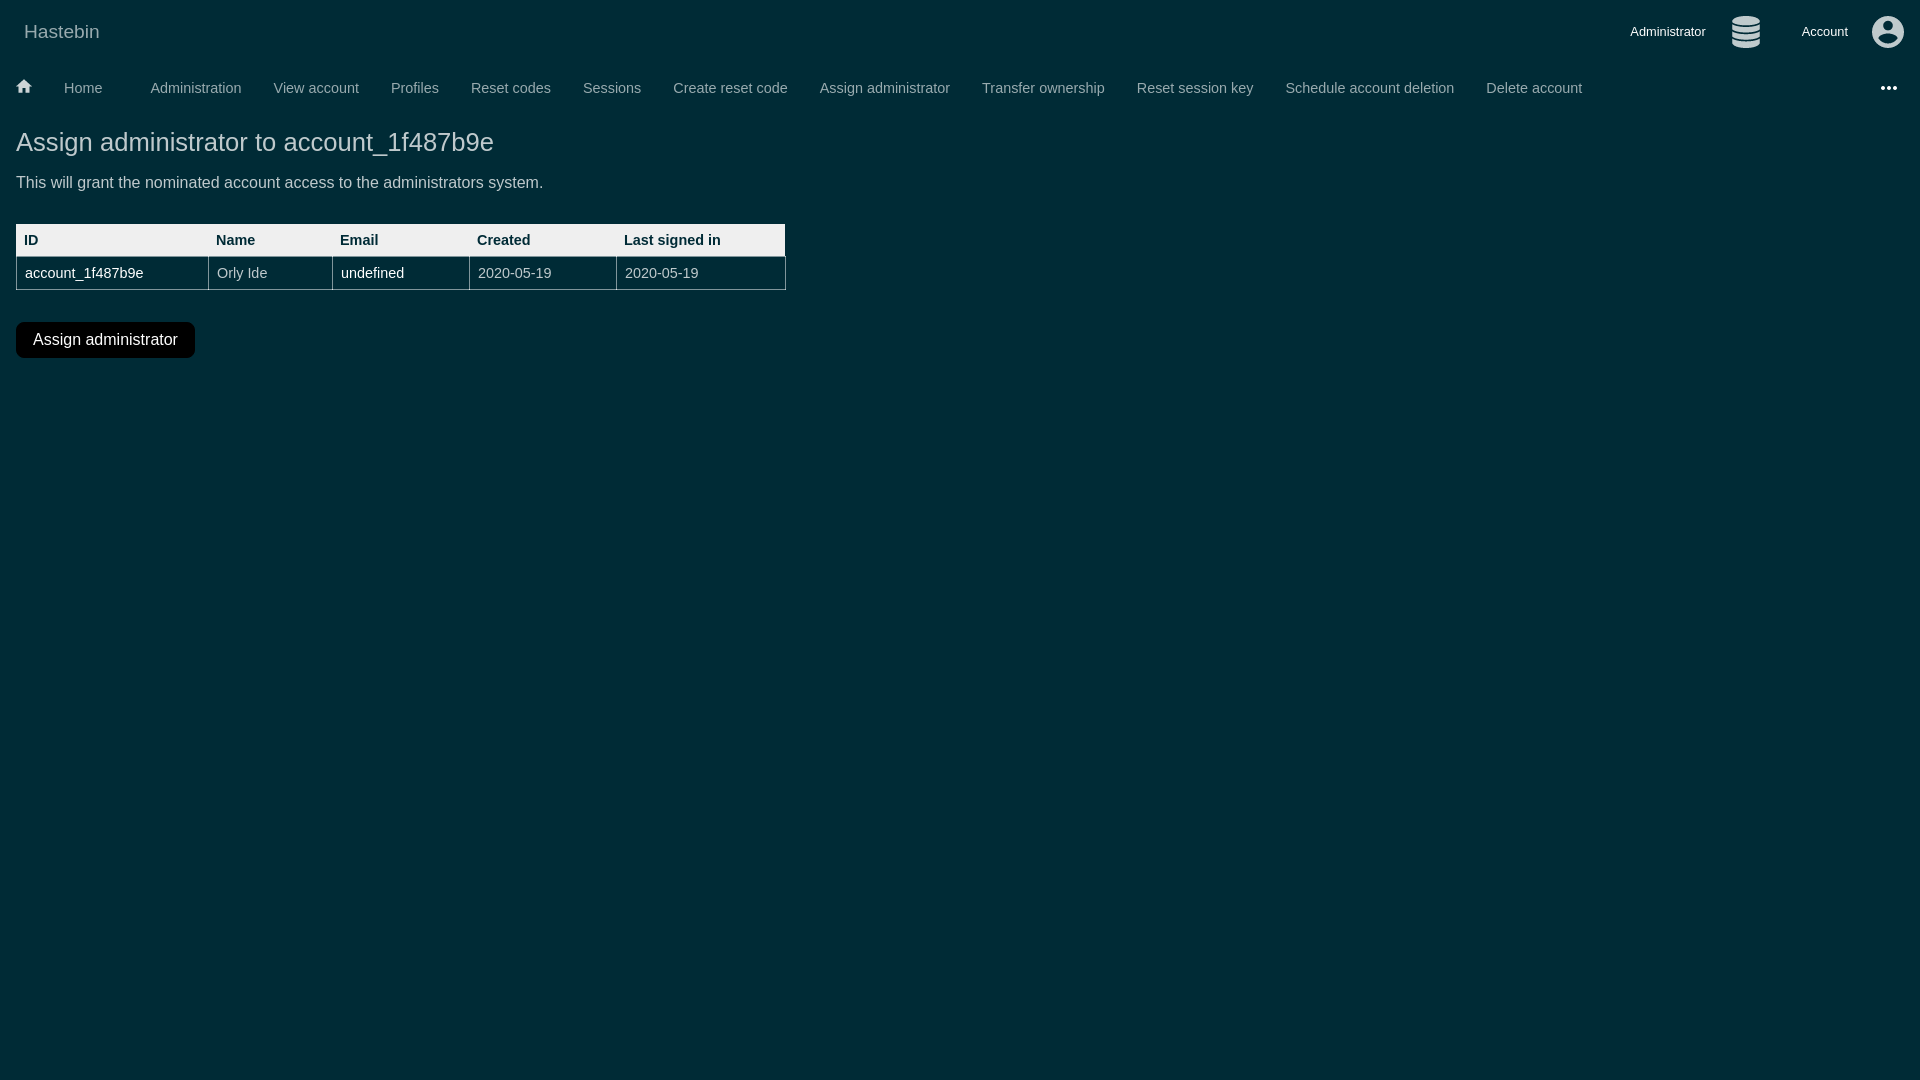 Hastebin
Administrator Account
Home Administration View account Profiles Reset codes Sessions Create reset code Assign administrator Transfer ownership Reset session key Schedule account deletion Delete account
Assign administrator to account_1f487b9e
This will grant the nominated account access to the administrators system.
ID Name Email Created Last signed in
account_1f487b9e Orly Ide undefined 2020-05-19 2020-05-19
Assign administrator